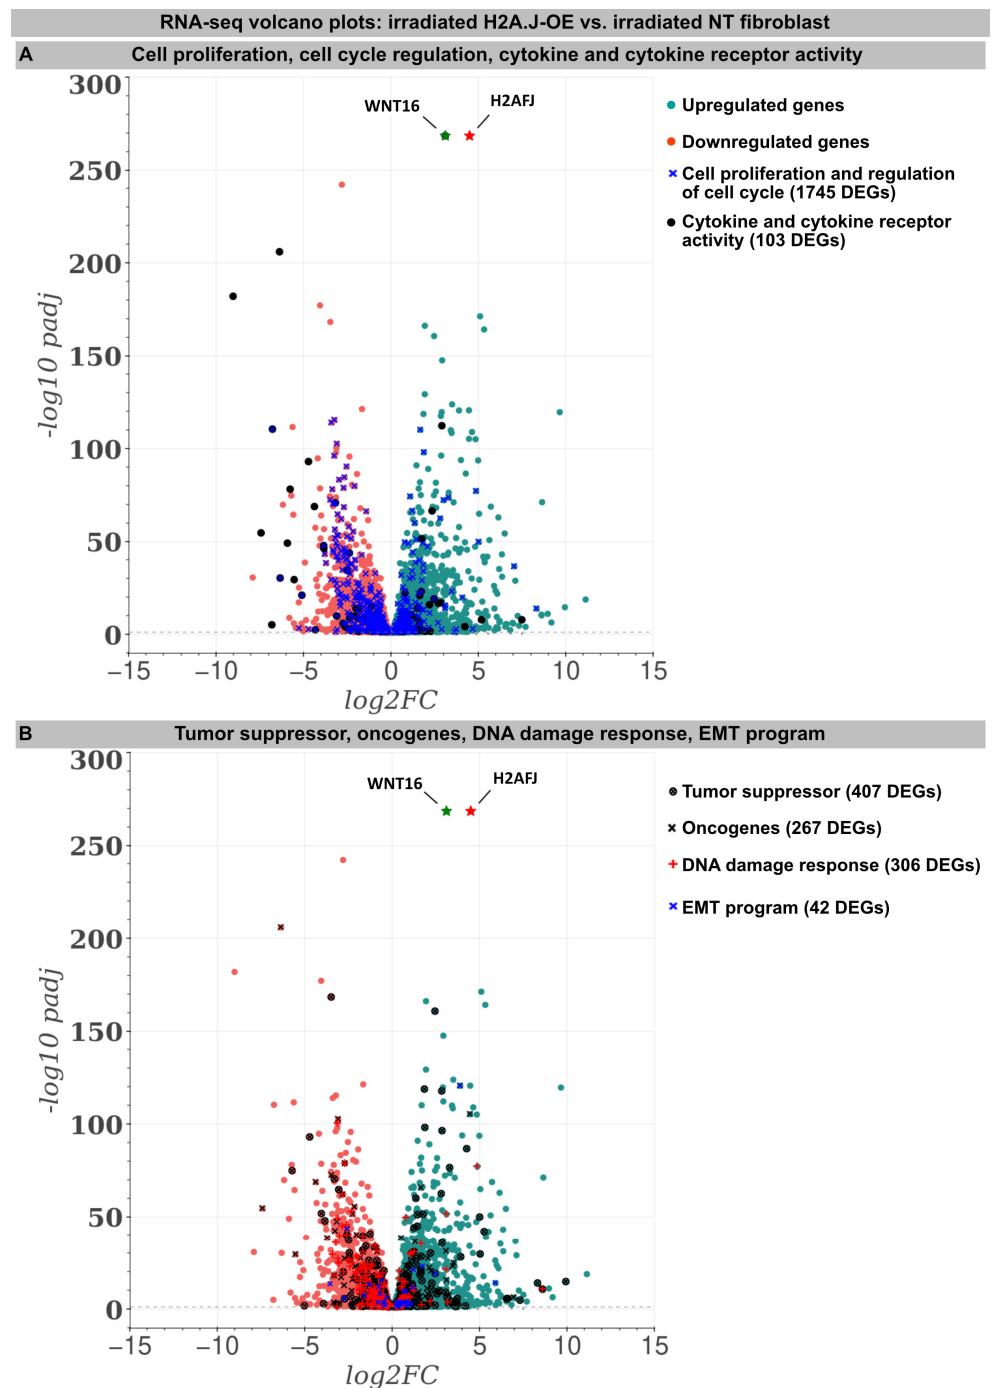 RNA-seq volcano plots: irradiated H2A.J-OE vs. irradiated NT fibroblast
A Cell proliferation, cell cycle regulation, cytokine and cytokine receptor activity
300
250
200
150
100
50
0
-log10 padj
−15 −10 −5 0 5 10 15
log2FC
WNT16
H2AFJ
Upregulated genes
Downregulated genes
Cell proliferation and regulation
of cell cycle (1745 DEGs)
Cytokine and cytokine receptor
activity (103 DEGs)
B Tumor suppressor, oncogenes, DNA damage response, EMT program
300
250
200
150
100
50
0
-log10 padj
−15 −10 −5 0 5 10 15
log2FC
WNT16
H2AFJ
Tumor suppressor (407 DEGs)
Oncogenes (267 DEGs)
DNA damage response (306 DEGs)
EMT program (42 DEGs)